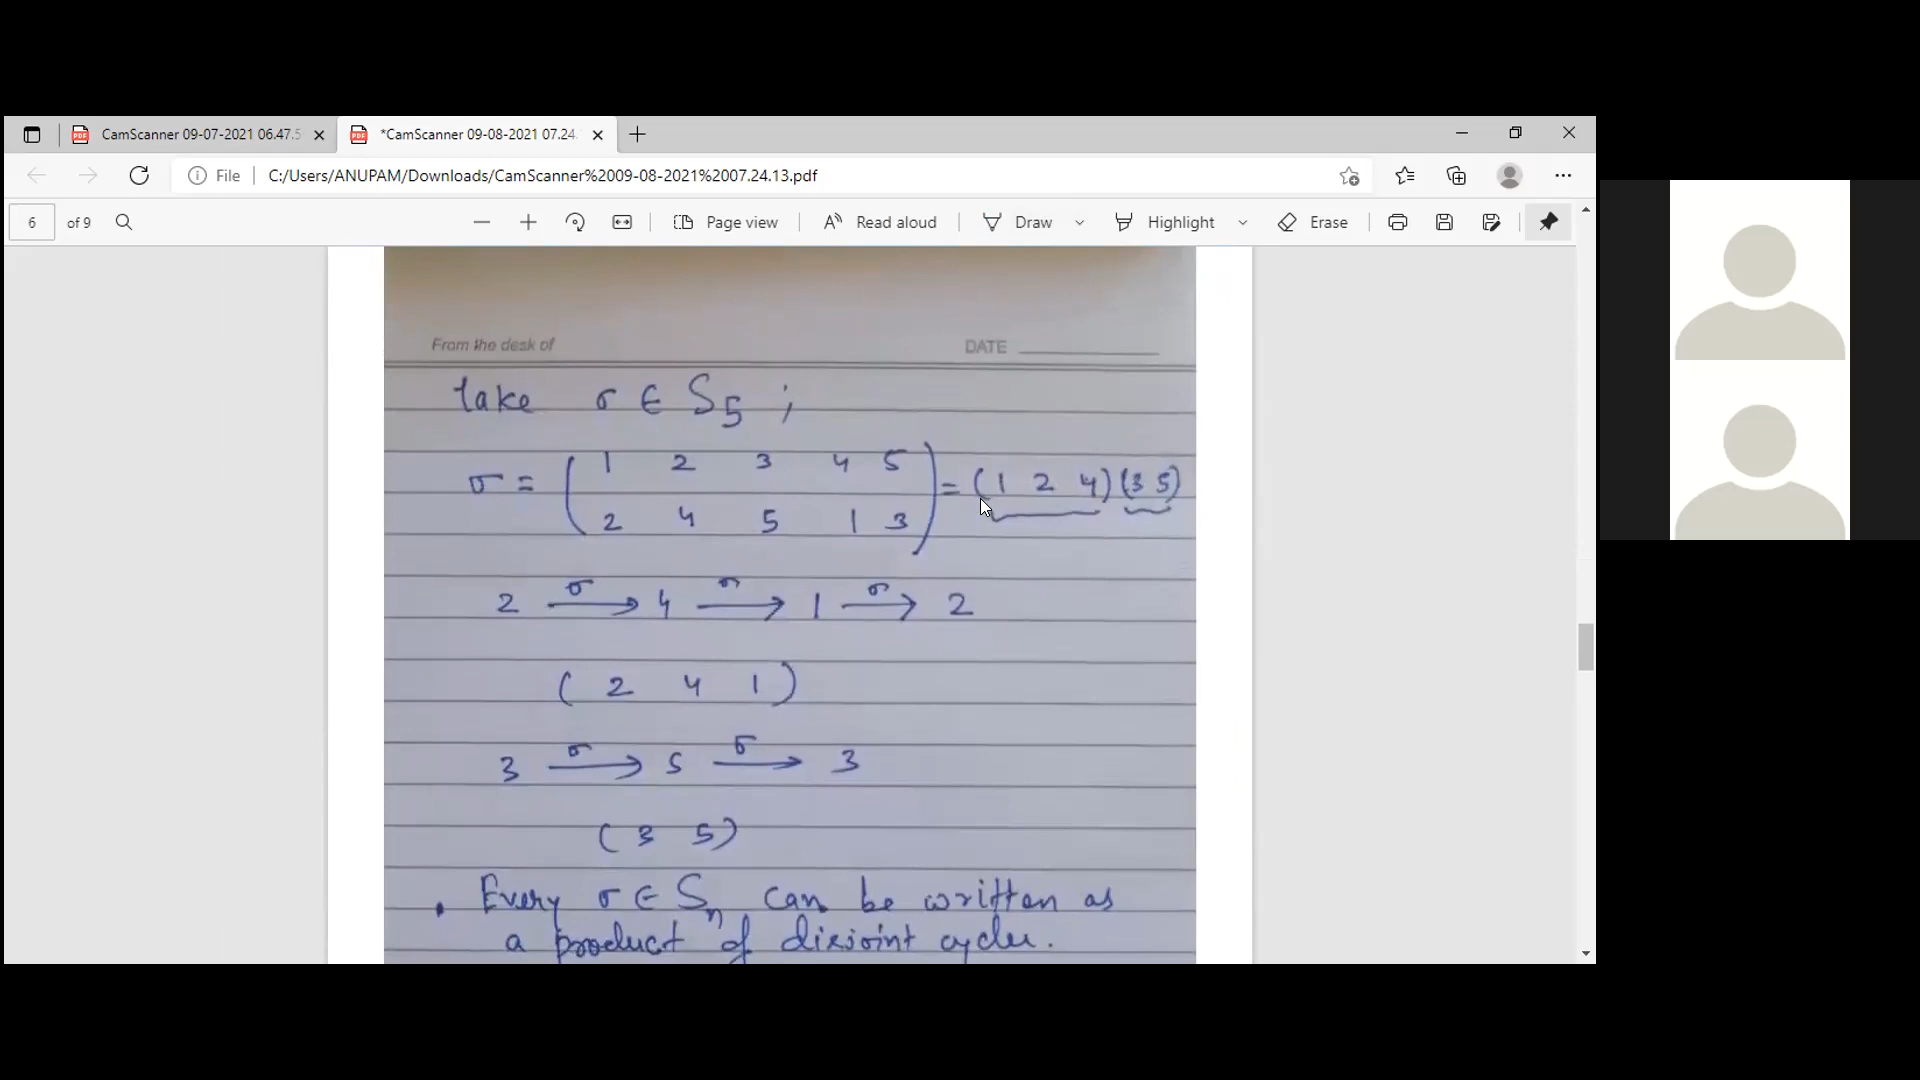 CamScanner 09-07-2021 06.47.5
*CamScanner 09-08-2021 07.24.
File
C:/Users/ANUPAM/Downloads/CamScanner%2009-08-2021%2007.24.13.pdf
6 of 9
Page view
Read aloud
Draw
Highlight
Erase
From the desk of DATE
Take σ ∈ S5 ;
1 2 3 4 5
σ = ( ) = (1 2 4)(3 5)
2 4 5 1 3
σ σ σ
2 → 4 → 1 → 2
( 2 4 1 )
σ σ
3 → 5 → 3
( 3 5 )
. Every σ ∈ Sn can be written as
a product of disjoint cycles.